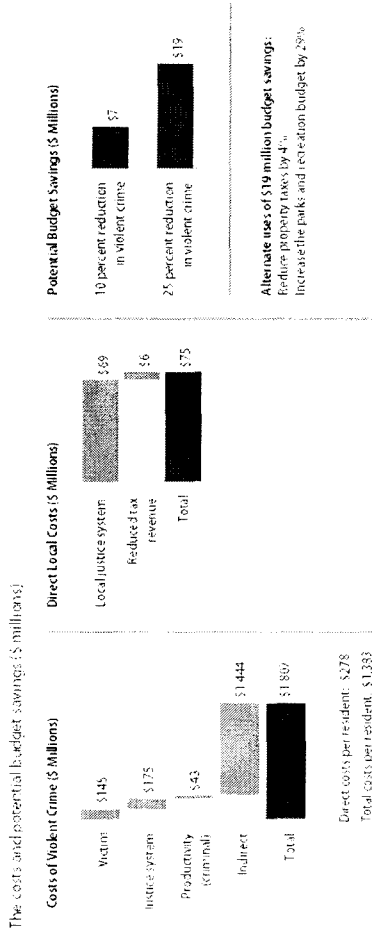 The costs and potential budget savings ($ millions)
Costs of Violent Crime ($ Millions)
Victim
$145
Justice system
$175
Productivity
(criminal)
$43
Indirect
$1 444
Total
$1 807
Direct costs per resident: $278
Total costs per resident:
Direct Local Costs ($ Millions)
Local justice system
$69
Reduced tax
revenue
$6
Total
$75
Potential Budget Savings ($ Millions)
10 percent reduction
in violent crime
$7
25 percent reduction
in violent crime
$19
Alternate uses of $19 million budget savings:
Reduce property taxes by 4%
Increase the parks and recreation budget by 29%